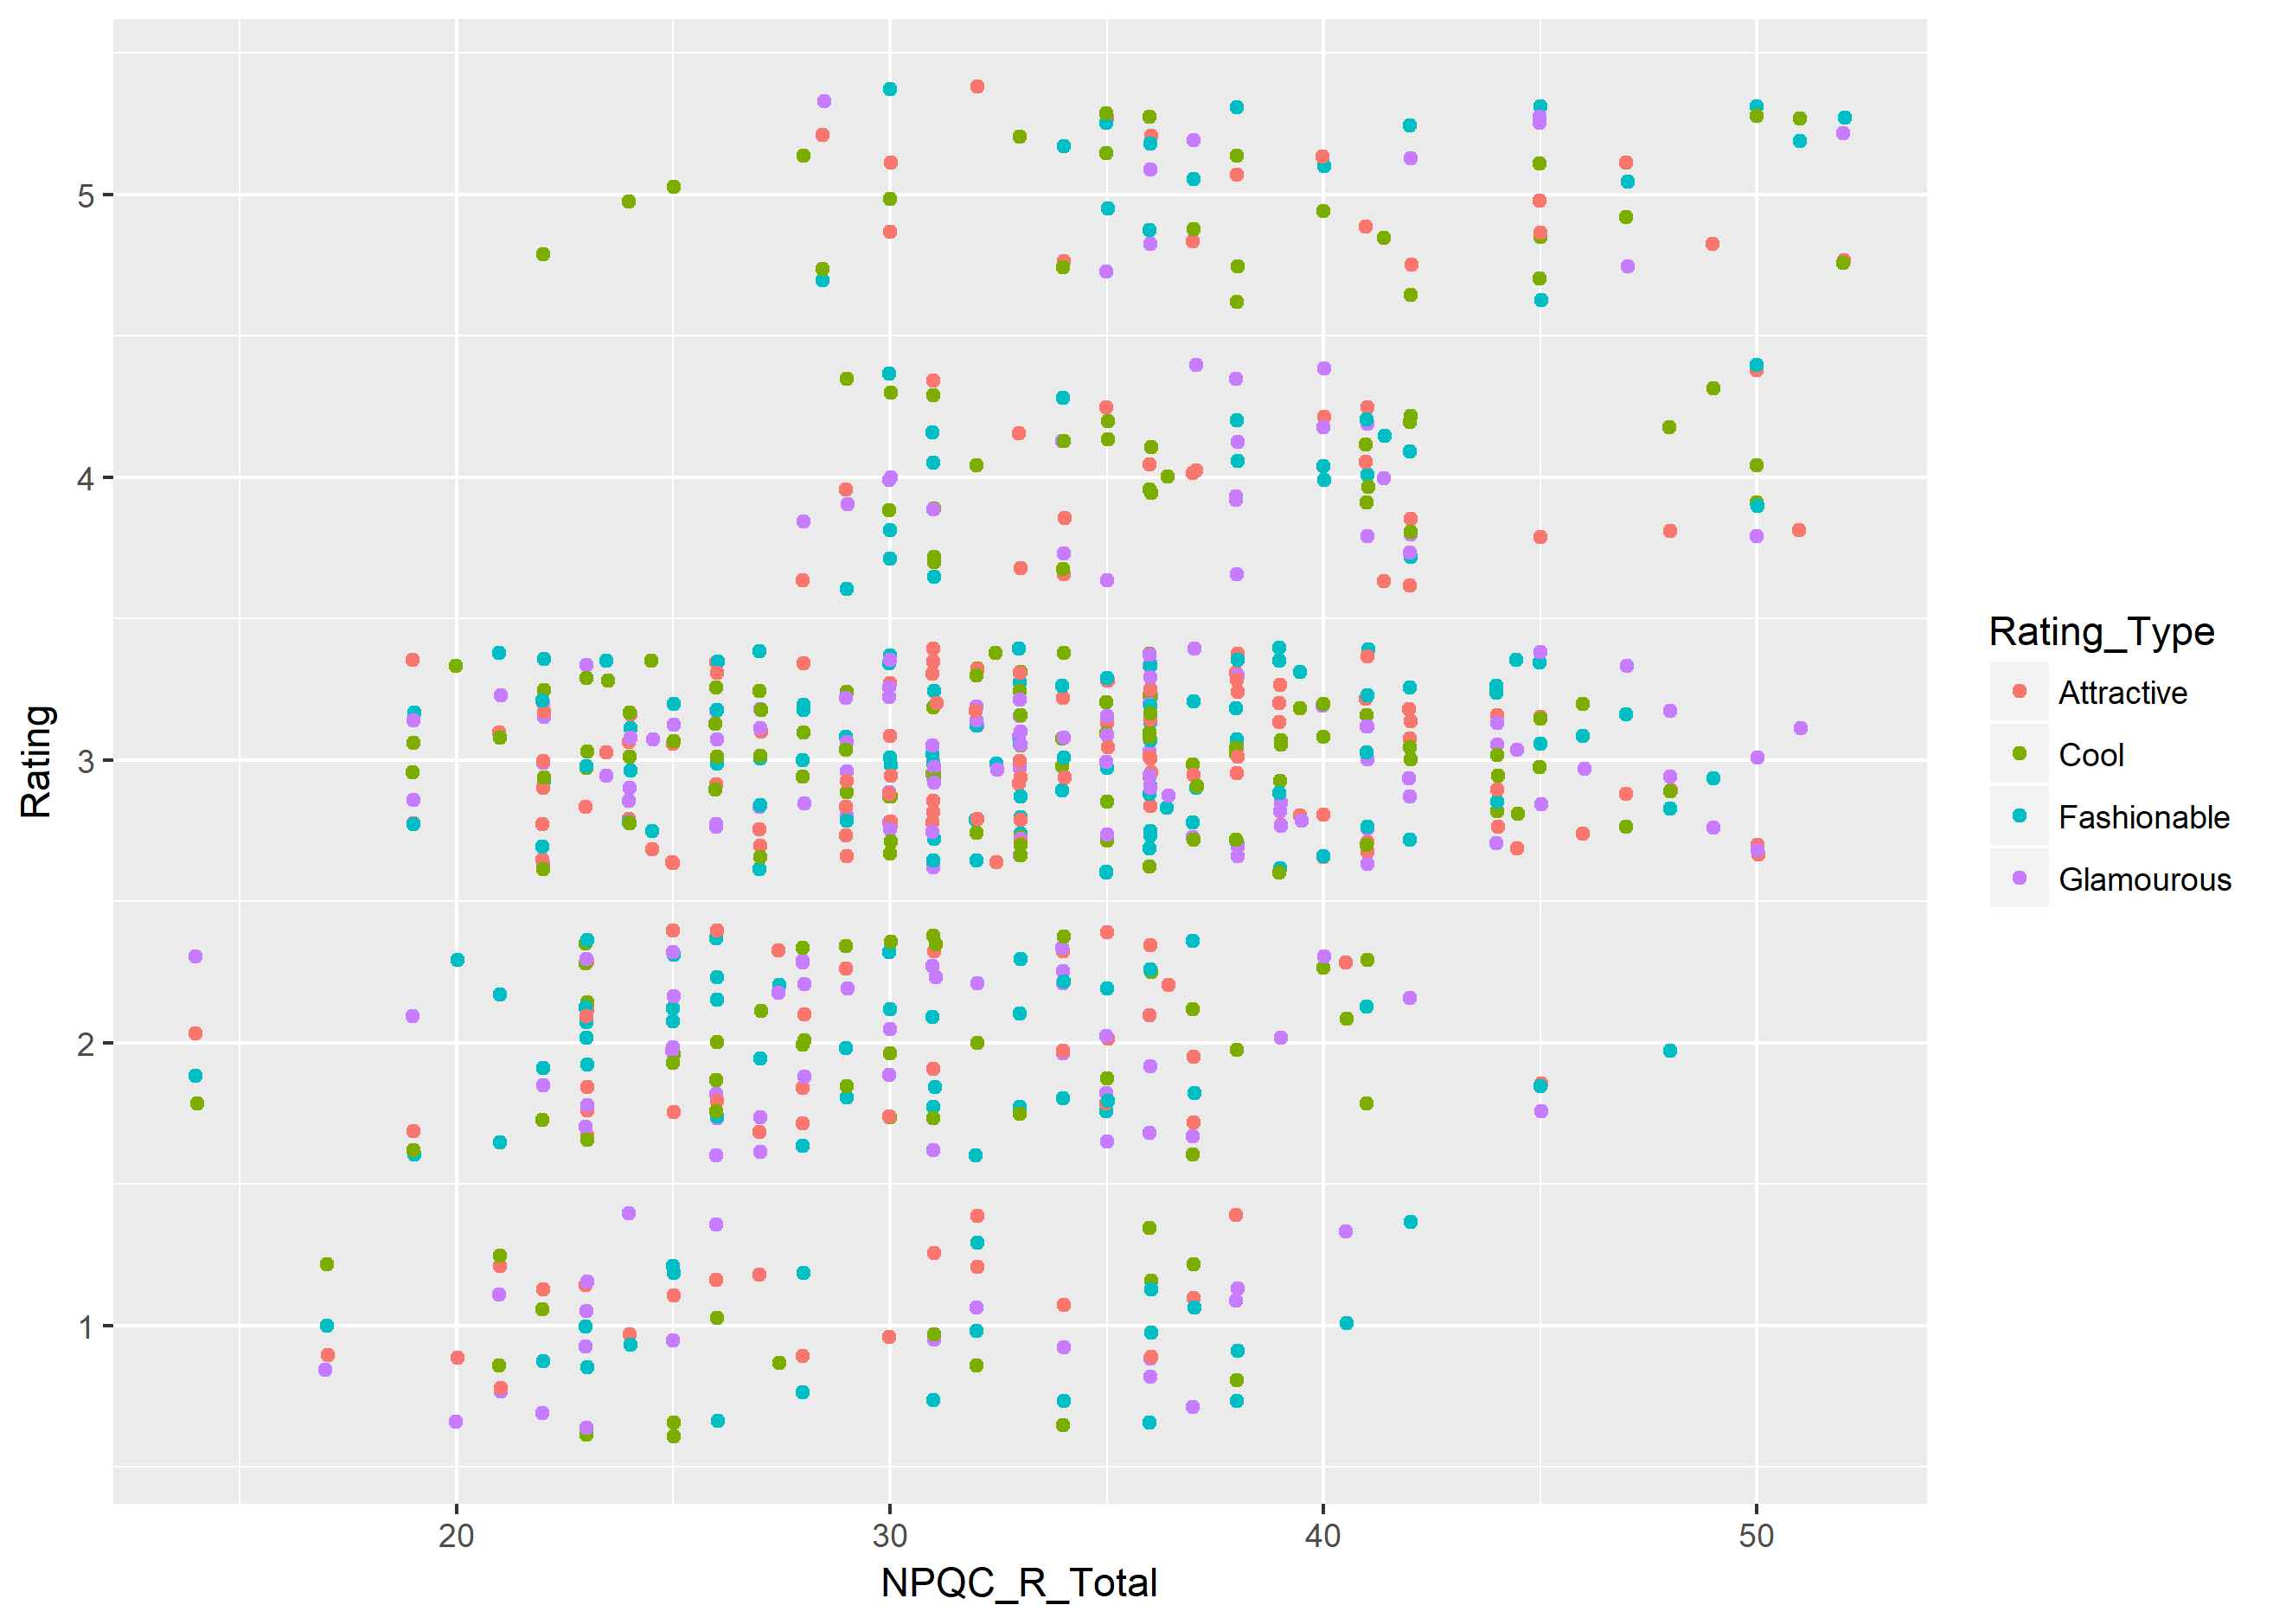 5
4
3
2
1
Rating
20
30
40
50
NPQC_R_Total
Rating_Type
Attractive
Cool
Fashionable
Glamourous